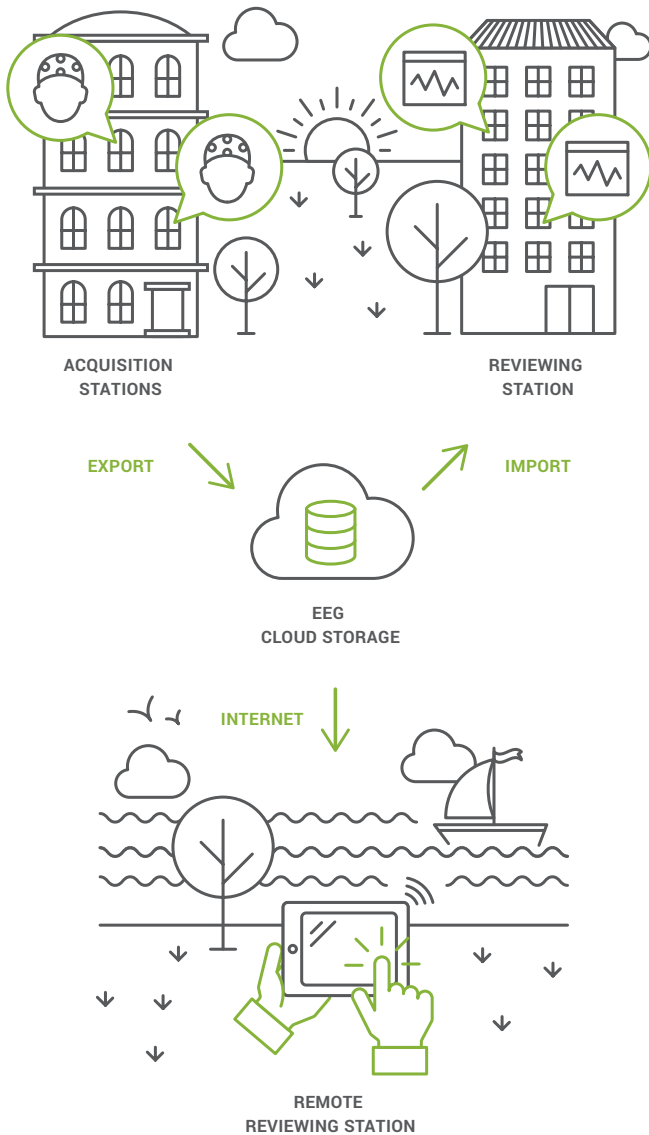 ACQUISITION
STATIONS
REVIEWING
STATION
EXPORT
IMPORT
EEG
CLOUD STORAGE
INTERNET
REMOTE
REVIEWING STATION